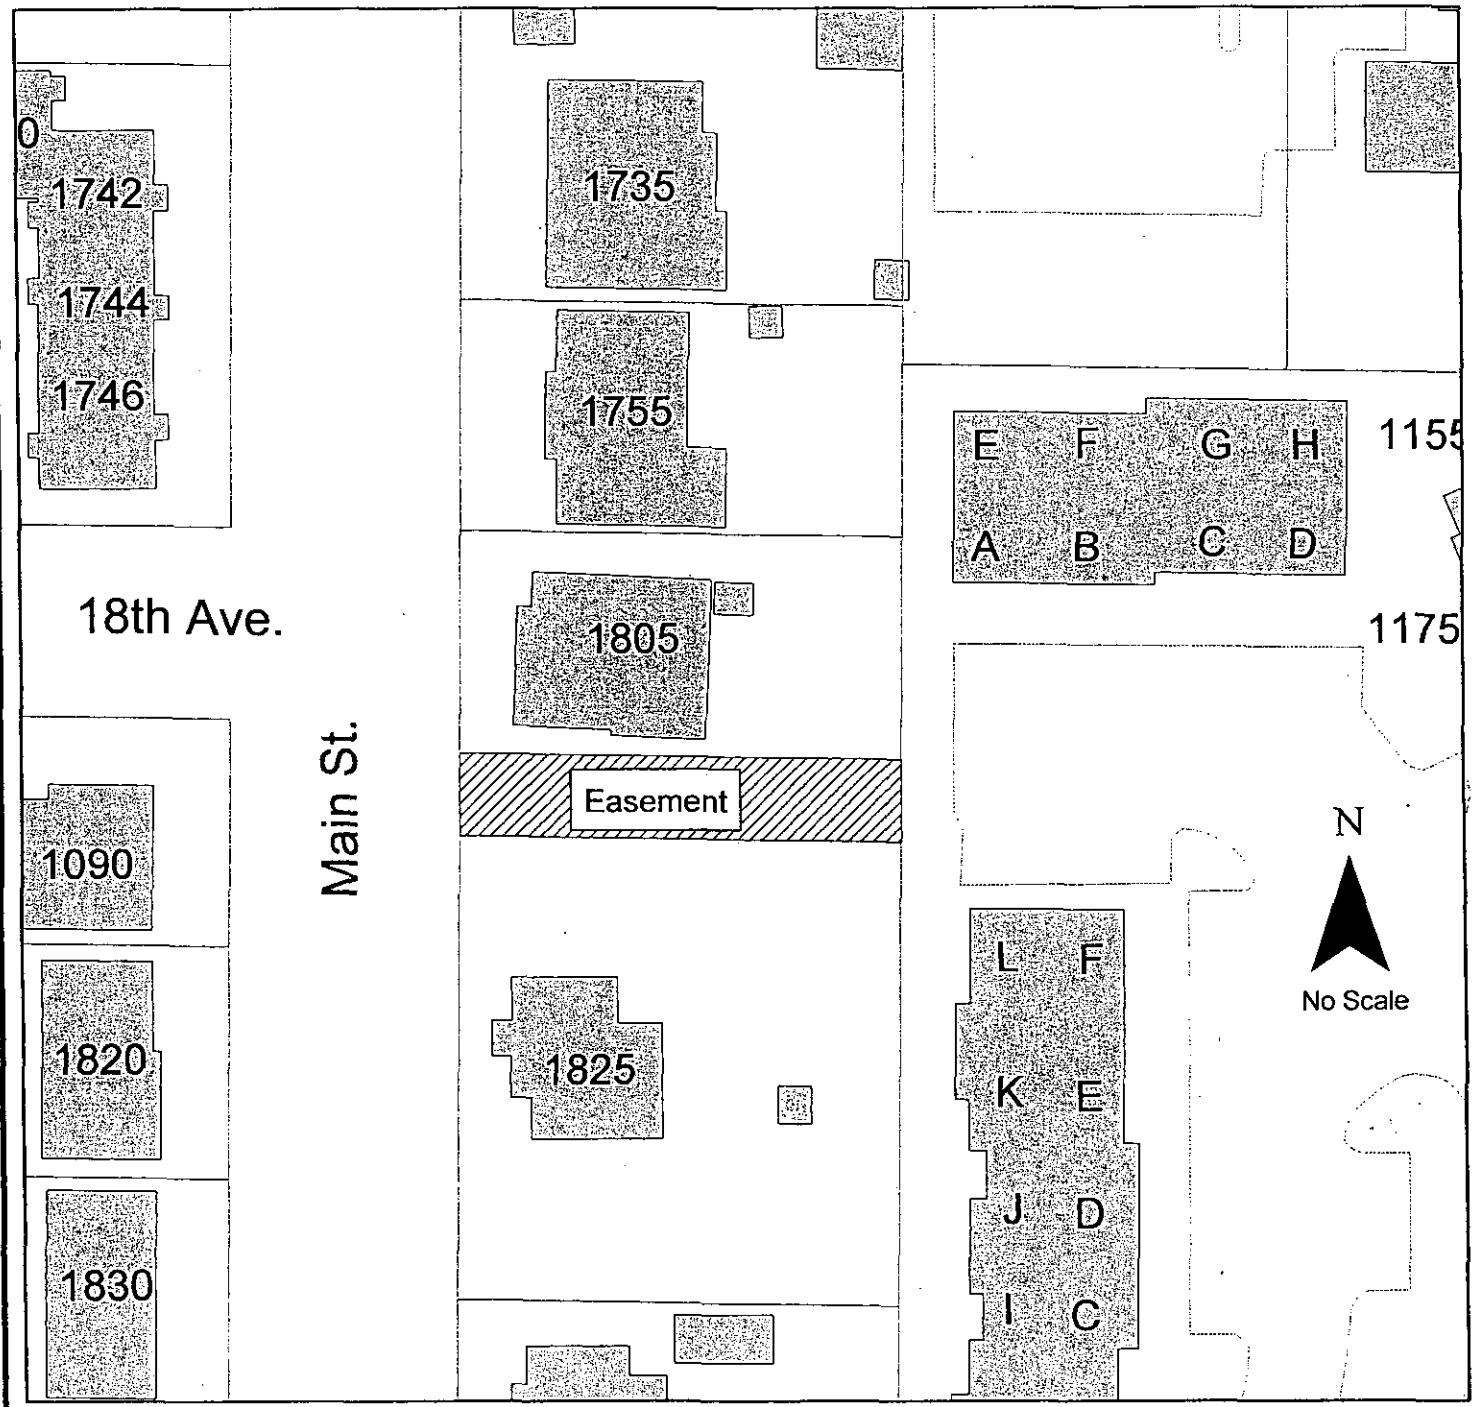 0
1742
1744
1746
1735
1755
E F G H
A B C D
1155
18th Ave.
1805
1175
Main St.
Easement
1090
N
No Scale
1820
1825
1830
L F
K E
J D
I C